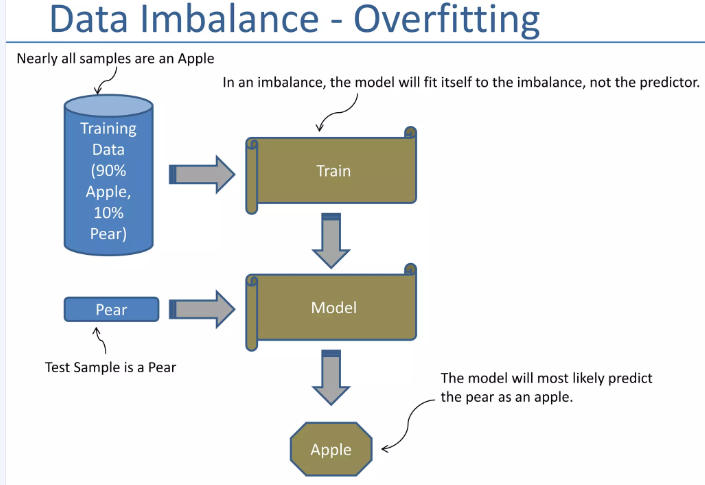 Data Imbalance - Overfitting
Nearly all samples are an Apple
In an imbalance, the model will fit itself to the imbalance, not the predictor.
Training
Data
(90%
Apple,
10%
Pear)
Train
Pear
Model
Test Sample is a Pear
The model will most likely predict
the pear as an apple.
Apple